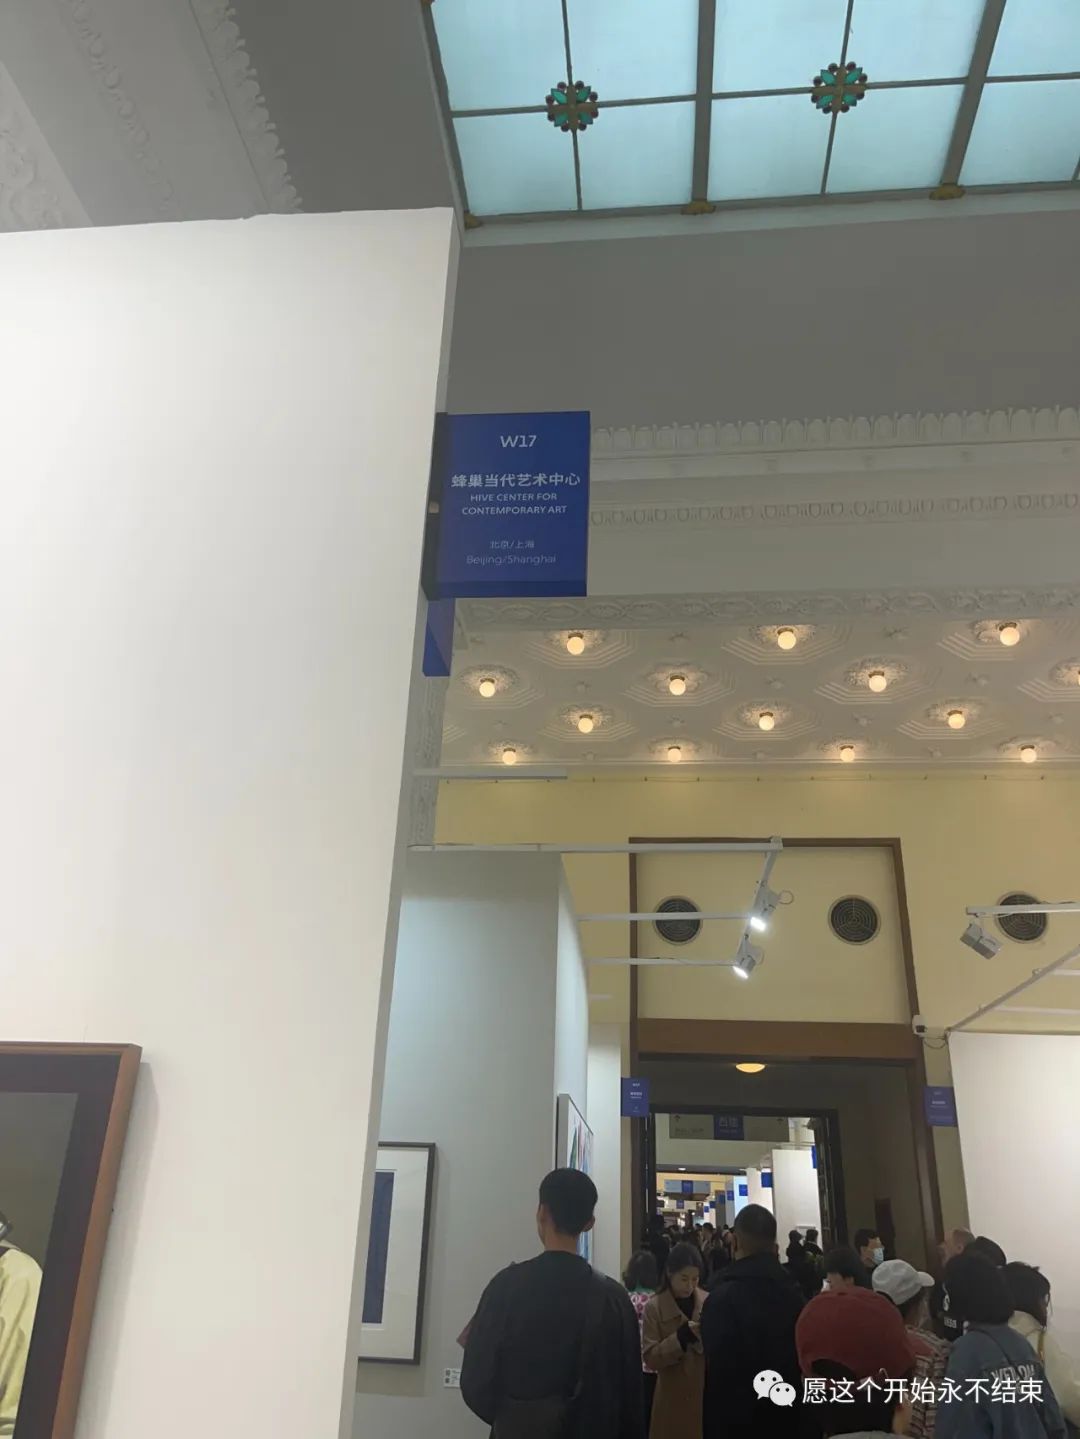 W17
蜂巢当代艺术中心
HIVE CENTER FOR
CONTEMPORARY ART
北京/上海
Beijing/Shanghai
W17
愿这个开始永不结束